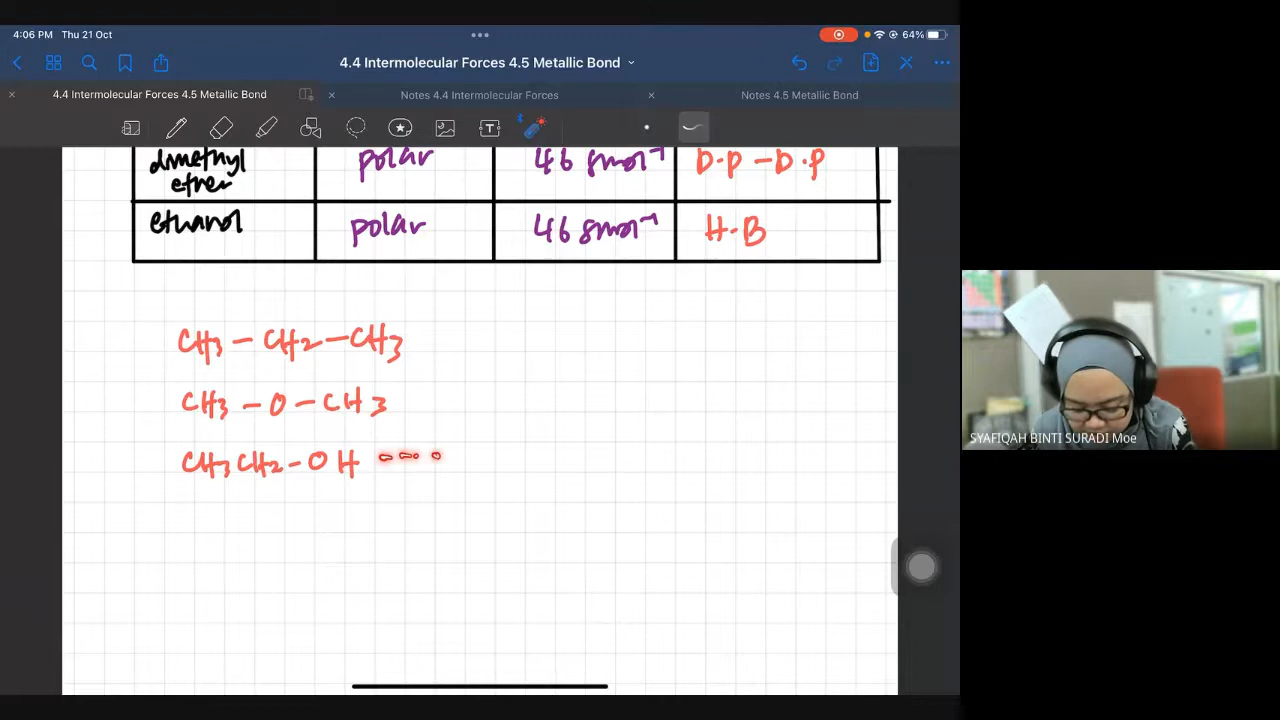 4:06 PM Thu 21 Oct
64%
4.4 Intermolecular Forces 4.5 Metallic Bond
4.4 Intermolecular Forces 4.5 Metallic Bond
Notes 4.4 Intermolecular Forces
Notes 4.5 Metallic Bond
dimethyl ether polar 46 gmol⁻¹ D.P – D.P
ethanol polar 46 gmol⁻¹ H.B
CH3 – CH2 – CH3
CH3 – O – CH3
CH3CH2 – OH
SYAFIQAH BINTI SURADI Moe